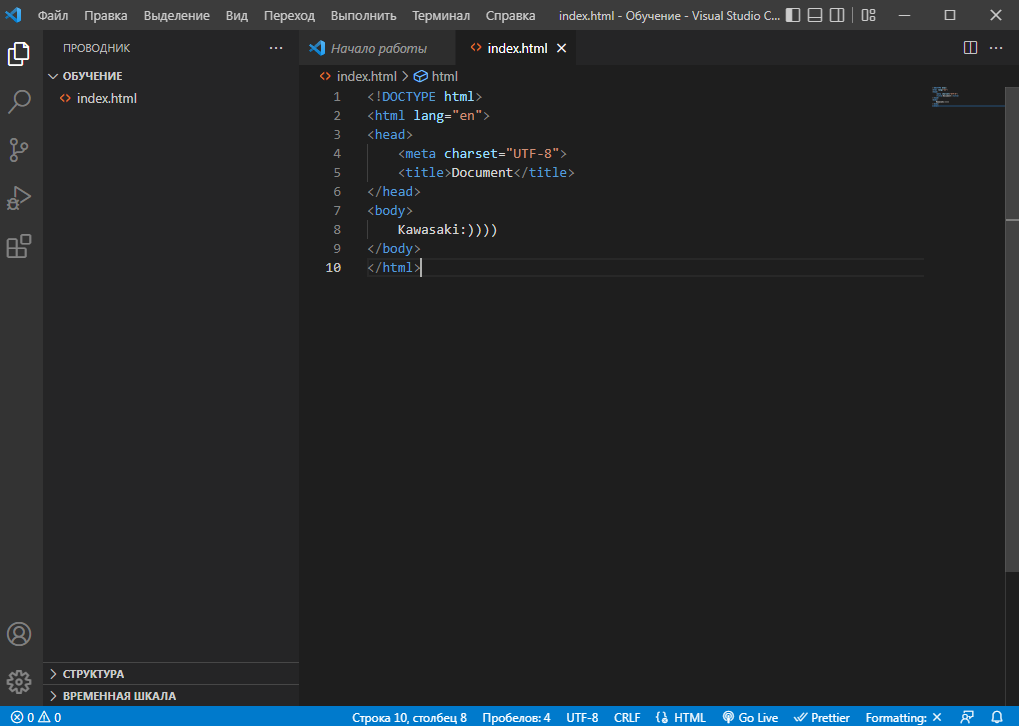 Файл Правка Выделение Вид Переход Выполнить Терминал Справка index.html - Обучение - Visual Studio C...
ПРОВОДНИК ...
ОБУЧЕНИЕ
index.html
Начало работы index.html
index.html > html
1 <!DOCTYPE html>
2 <html lang="en">
3 <head>
4 <meta charset="UTF-8">
5 <title>Document</title>
6 </head>
7 <body>
8 Kawasaki:))))
9 </body>
10 </html>
СТРУКТУРА
ВРЕМЕННАЯ ШКАЛА
0 0 Строка 10, столбец 8 Пробелов: 4 UTF-8 CRLF HTML Go Live Prettier Formatting: ×